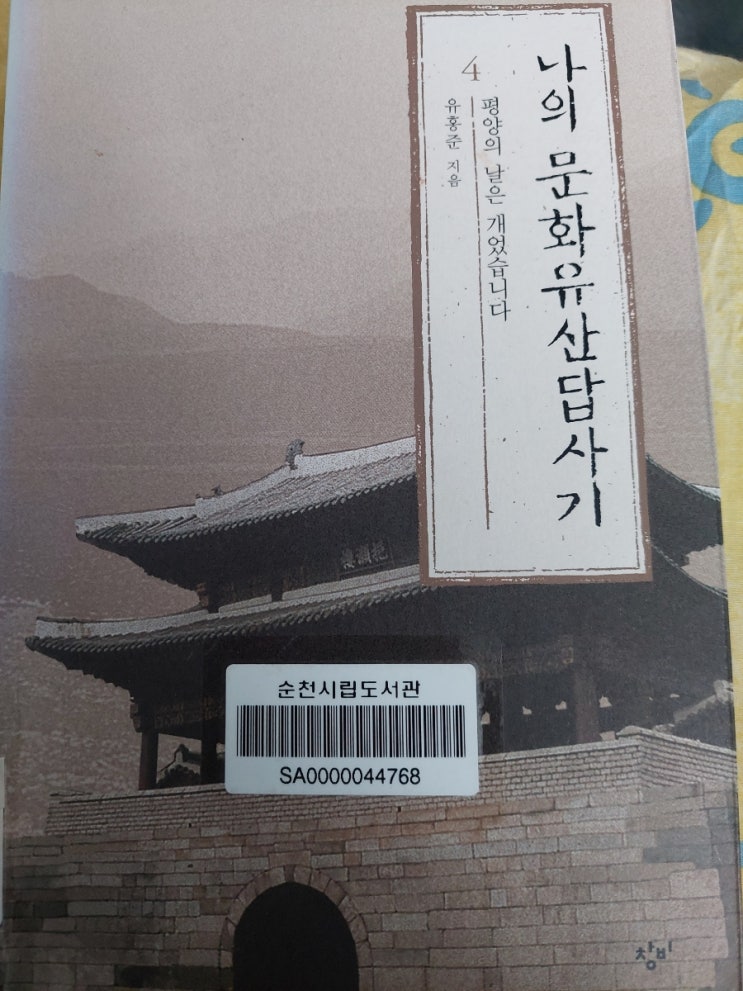 나의 문화유산답사기
4
평양의 날은 개었습니다
유홍준 지음
순천시립도서관
SA0000044768
창비